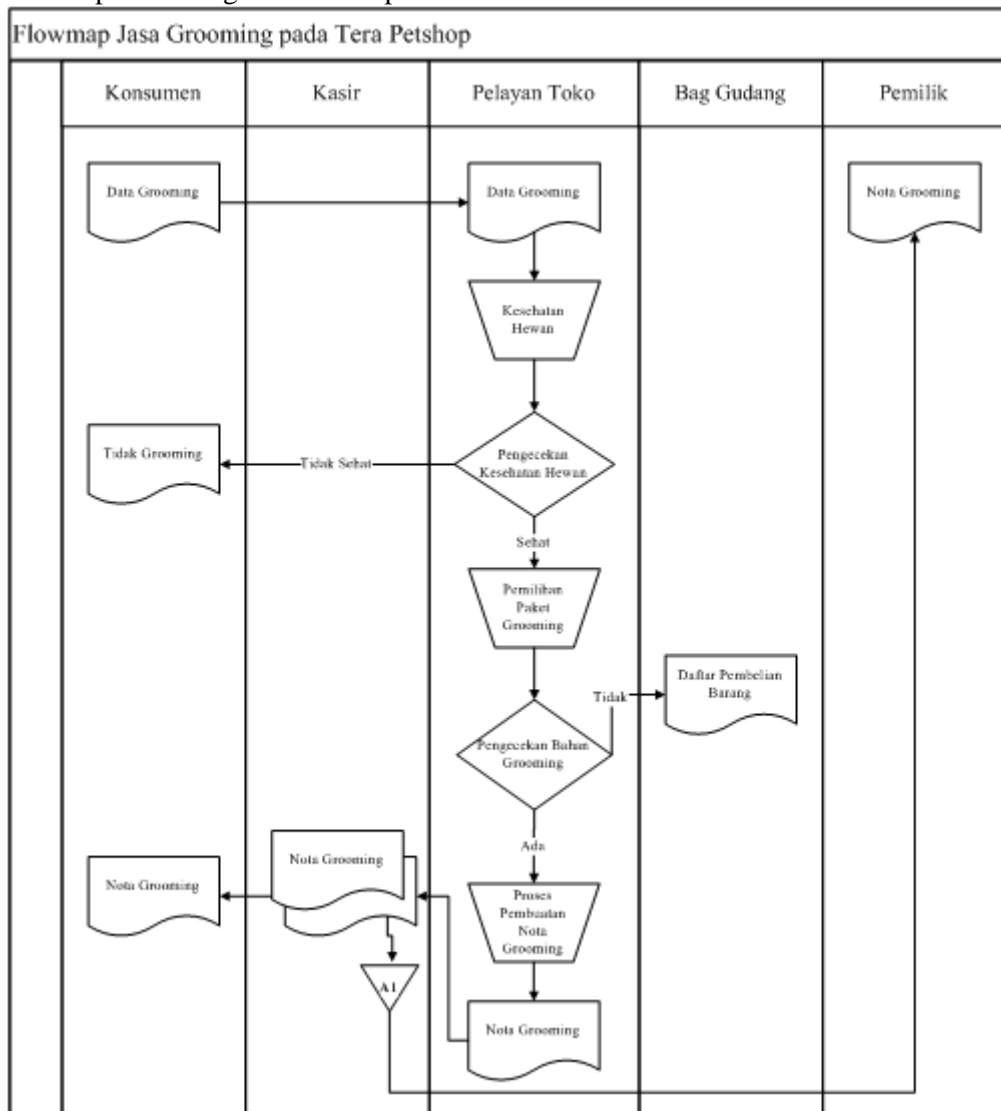 Flowmap Jasa Grooming pada Tera Petshop
Konsumen
Kasir
Pelayan Toko
Bag Gudang
Pemilik
Data Grooming
Data Grooming
Nota Grooming
Kesehatan
Hewan
Tidak Grooming
Tidak Sehat
Pengecekan
Kesehatan Hewan
Sehat
Pemilihan
Paket
Grooming
Daftar Pembelian
Barang
Tidak
Pengecekan Bahan
Grooming
Ada
Nota Grooming
Nota Grooming
Proses
Pembuatan
Nota
Grooming
A1
Nota Grooming